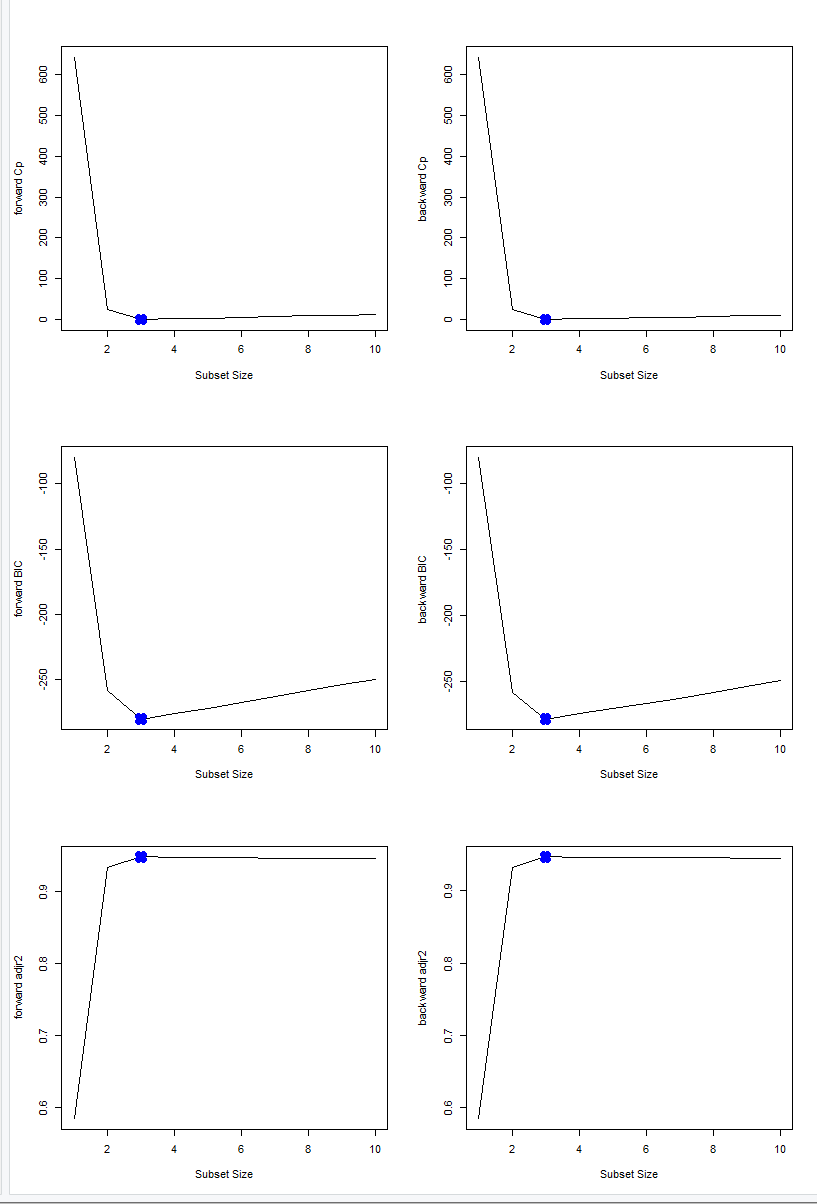 forward Cp
0 100 200 300 400 500 600
2 4 6 8 10
Subset Size
backward Cp
0 100 200 300 400 500 600
2 4 6 8 10
Subset Size
forward BIC
-250 -200 -150 -100
2 4 6 8 10
Subset Size
backward BIC
-250 -200 -150 -100
2 4 6 8 10
Subset Size
forward adjr2
0.6 0.7 0.8 0.9
2 4 6 8 10
Subset Size
backward adjr2
0.6 0.7 0.8 0.9
2 4 6 8 10
Subset Size